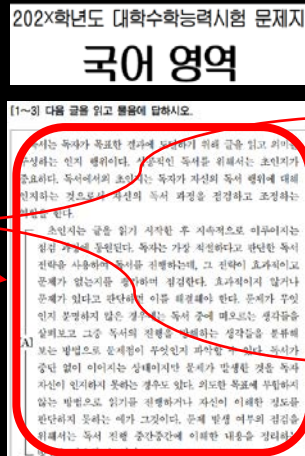 202×학년도 대학수학능력시험 문제지
국어 영역
[1~3] 다음 글을 읽고 물음에 답하시오.
독자가 목표한 결과에 도달하기 위해 글을 읽고 의미를
구성하는 인지 행위이다. 성공적인 독서를 위해서는 초인지가
중요하다. 독서에서의 초인지는 독자가 자신의 독서 행위에 대해
인지하는 것으로서 자신의 독서 과정을 점검하고 조정하는
역할을 한다.
초인지는 글을 읽기 시작한 후 지속적으로 이루어지는
점검 과정에 동원된다. 독자는 가장 적절하다고 판단한 독서
전략을 사용하여 독서를 진행하는데, 그 전략이 효과적이고
문제가 없는지를 평가하며 점검한다. 효과적이지 않거나
문제가 있다고 판단하면 이를 해결해야 한다. 문제가 무엇
인지 분명하지 않은 경우에는 독서 중에 떠오르는 생각들을
살펴보고 그중 독서의 진행을 방해하는 생각들을 분류해
[A] 보는 방법으로 문제점이 무엇인지 파악할 수 있다. 독서가
중단 없이 이어지는 상태이지만 문제가 발생한 것을 독자
자신이 인지하지 못하는 경우도 있다. 의도한 목표에 부합하지
않는 방법으로 읽기를 진행하거나 자신이 이해한 정도를
판단하지 못하는 예가 그것이다. 문제 발생 여부의 점검을
위해서는 독서 진행 중간중간에 이해한 내용을 정리하는